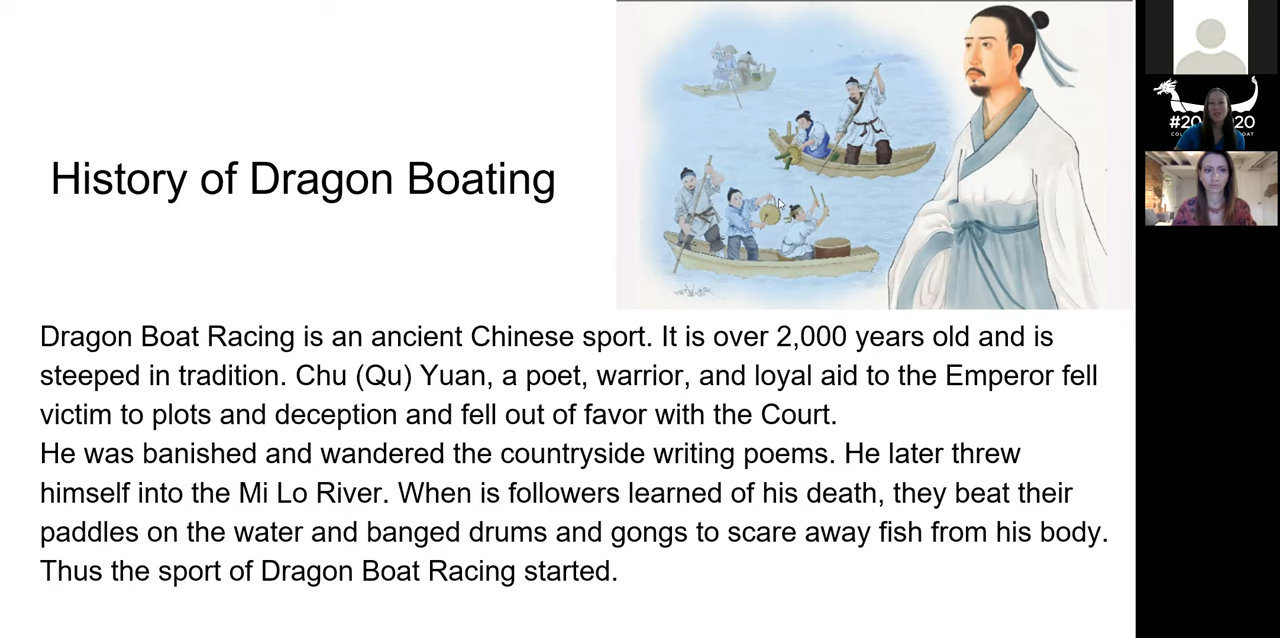 History of Dragon Boating
Dragon Boat Racing is an ancient Chinese sport. It is over 2,000 years old and is
steeped in tradition. Chu (Qu) Yuan, a poet, warrior, and loyal aid to the Emperor fell
victim to plots and deception and fell out of favor with the Court.
He was banished and wandered the countryside writing poems. He later threw
himself into the Mi Lo River. When is followers learned of his death, they beat their
paddles on the water and banged drums and gongs to scare away fish from his body.
Thus the sport of Dragon Boat Racing started.